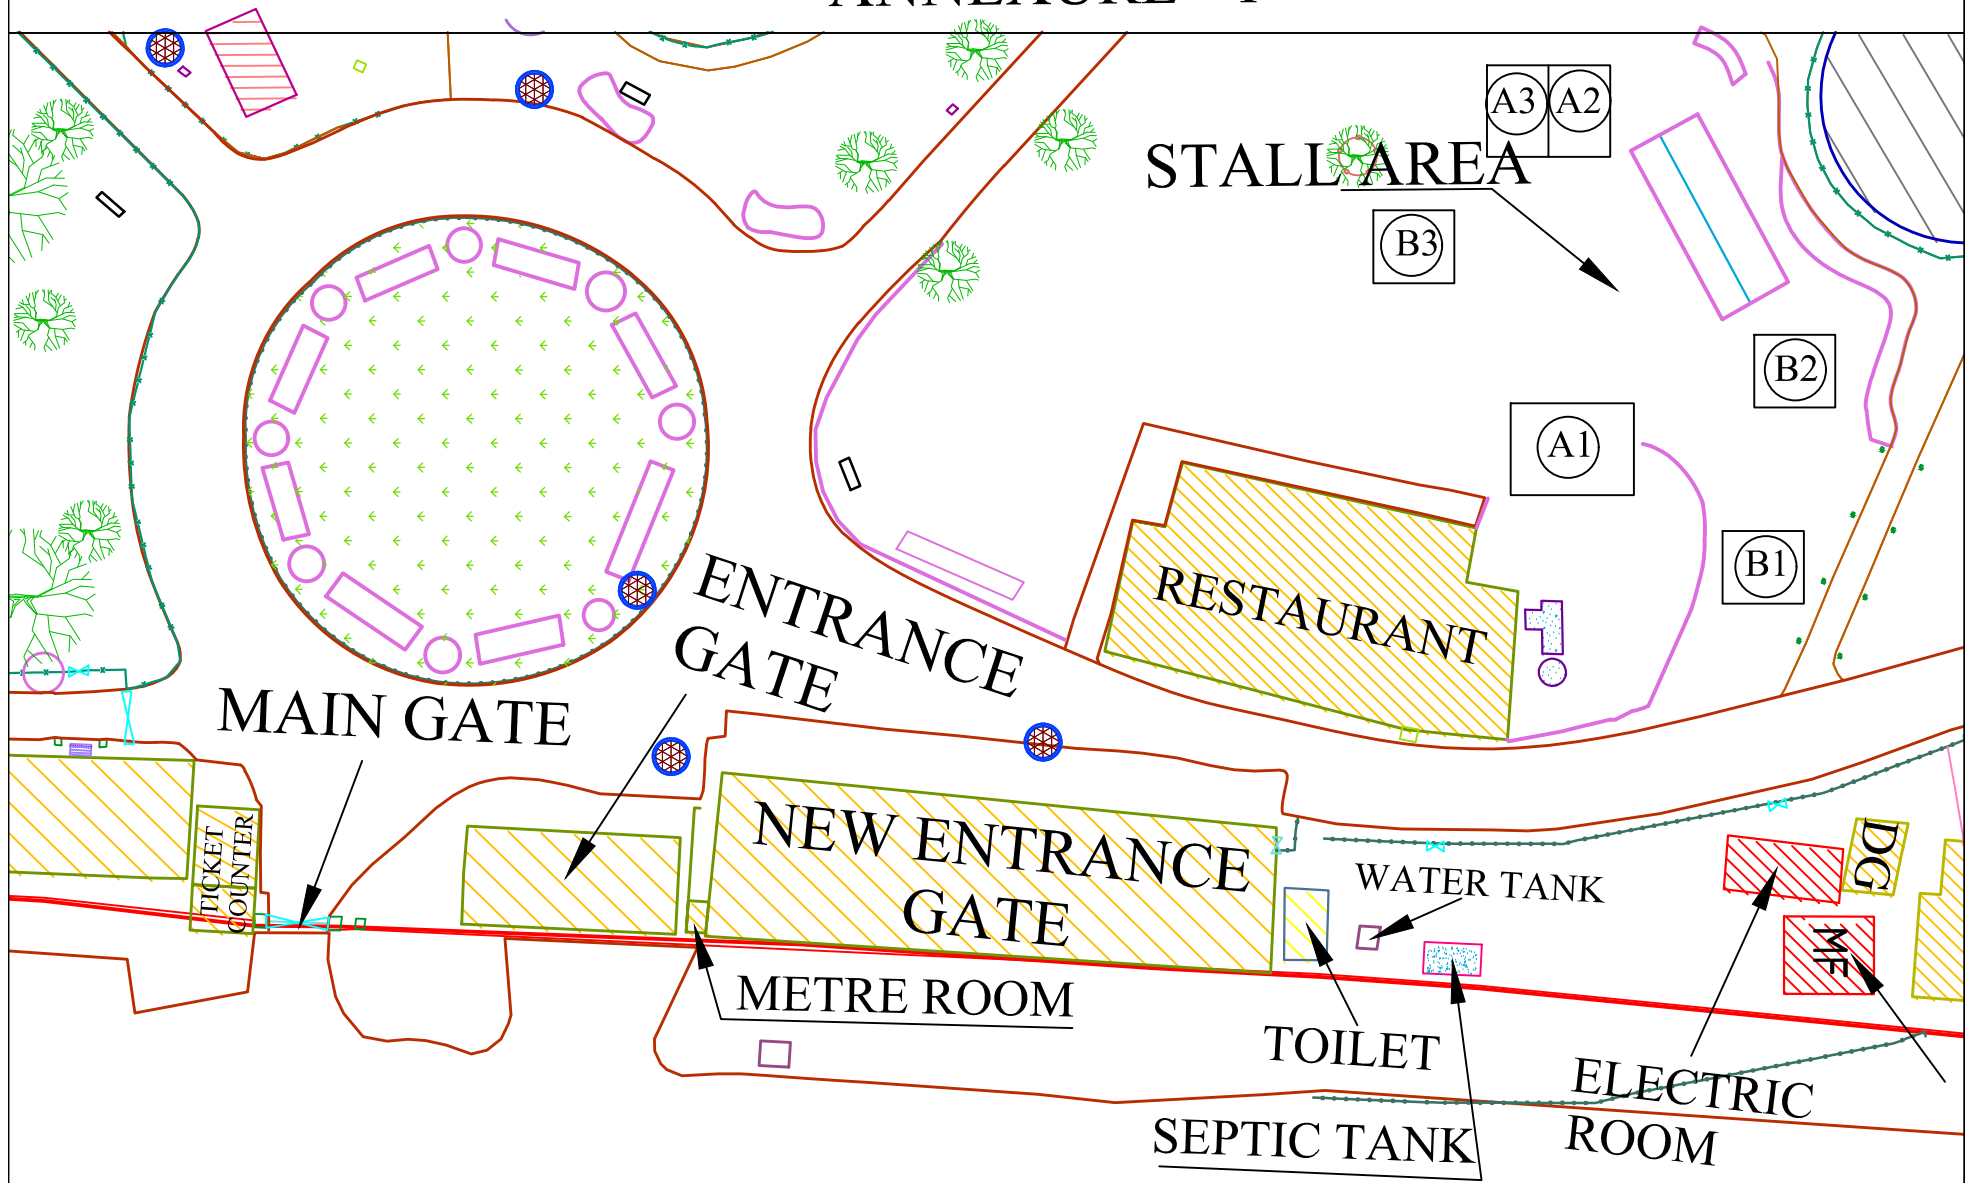 A3 A2
STALL AREA
B3
B2
A1
B1
ENTRANCE
GATE
RESTAURANT
MAIN GATE
TICKET
COUNTER
NEW ENTRANCE
GATE
WATER TANK
DG
MF
METRE ROOM
TOILET
ELECTRIC
ROOM
SEPTIC TANK